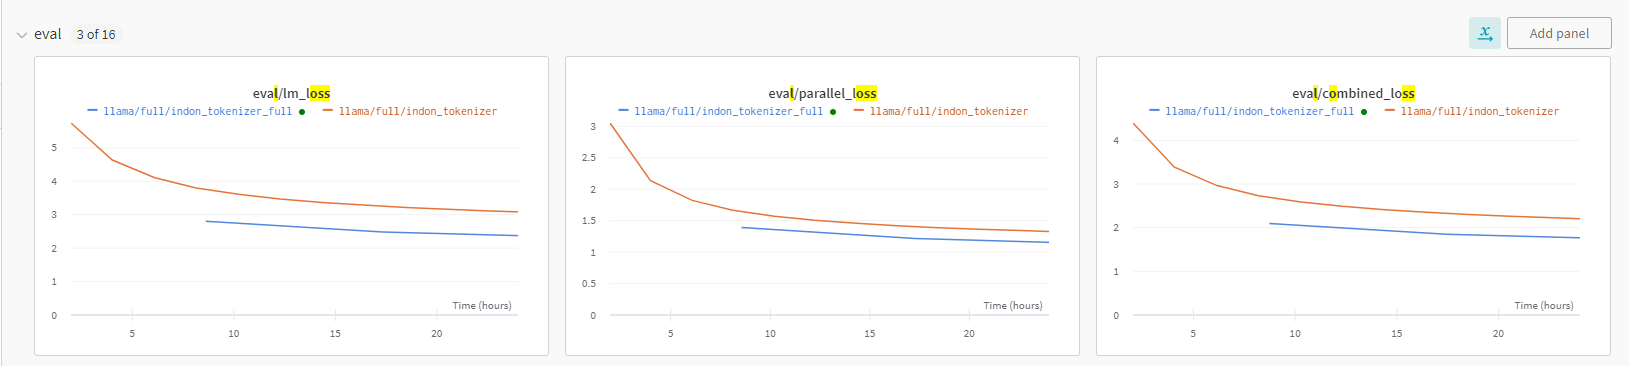 eval 3 of 16
Add panel
eval/lm_loss
llama/full/indon_tokenizer_full llama/full/indon_tokenizer
5
4
3
2
1
0
Time (hours)
5 10 15 20
eval/parallel_loss
llama/full/indon_tokenizer_full llama/full/indon_tokenizer
3
2.5
2
1.5
1
0.5
0
Time (hours)
5 10 15 20
eval/combined_loss
llama/full/indon_tokenizer_full llama/full/indon_tokenizer
4
3
2
1
0
Time (hours)
5 10 15 20